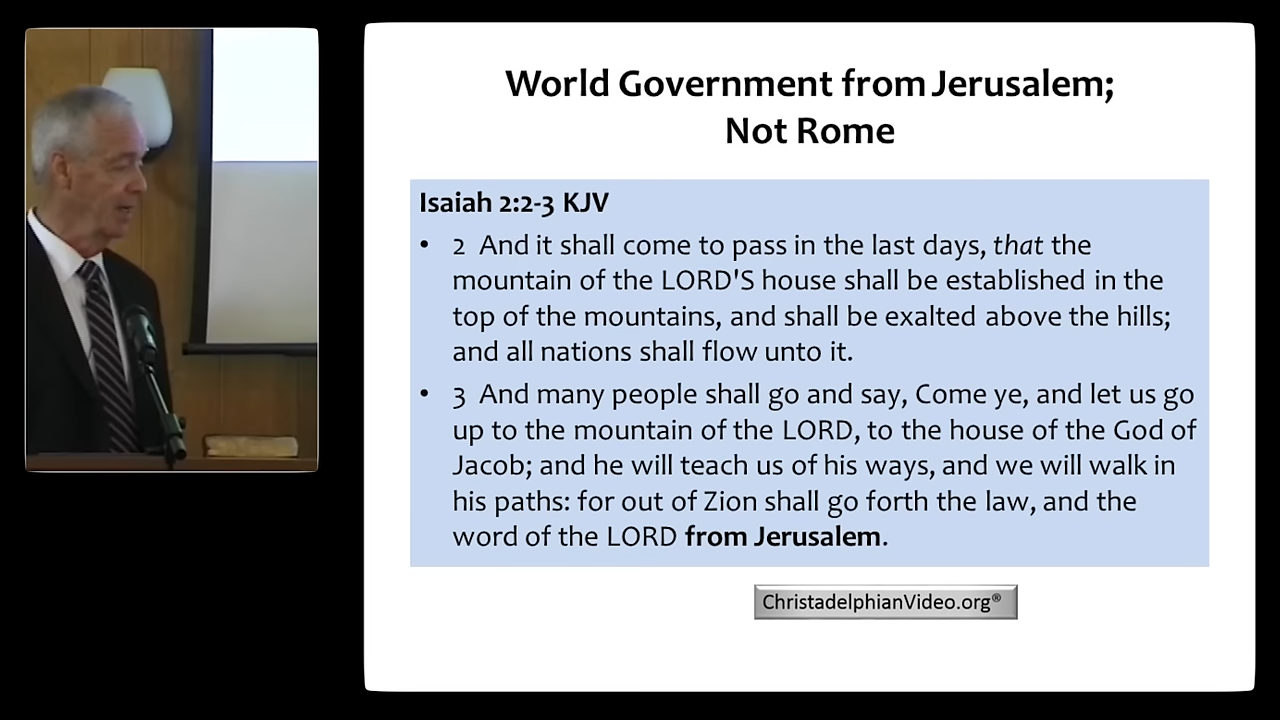 World Government from Jerusalem;
Not Rome
Isaiah 2:2-3 KJV
• 2 And it shall come to pass in the last days, that the
mountain of the LORD'S house shall be established in the
top of the mountains, and shall be exalted above the hills;
and all nations shall flow unto it.
• 3 And many people shall go and say, Come ye, and let us go
up to the mountain of the LORD, to the house of the God of
Jacob; and he will teach us of his ways, and we will walk in
his paths: for out of Zion shall go forth the law, and the
word of the LORD from Jerusalem.
ChristadelphianVideo.org®